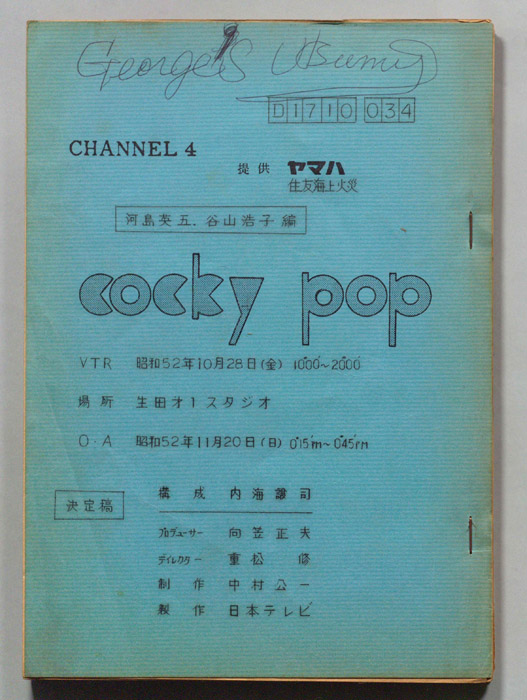 George's
D1710 034
CHANNEL 4
提供 ヤマハ
住友海上火災
河島英五、谷山浩子編
cocky pop
VTR 昭和52年10月28日(金) 10:00~20:00
場所 生田オ1スタジオ
O・A 昭和52年11月20日(日) 0:15m~0:45m
決定稿
構成 内海譲司
プロデューサー 向笠正夫
ディレクター 重松修
制作 中村公一
製作 日本テレビ